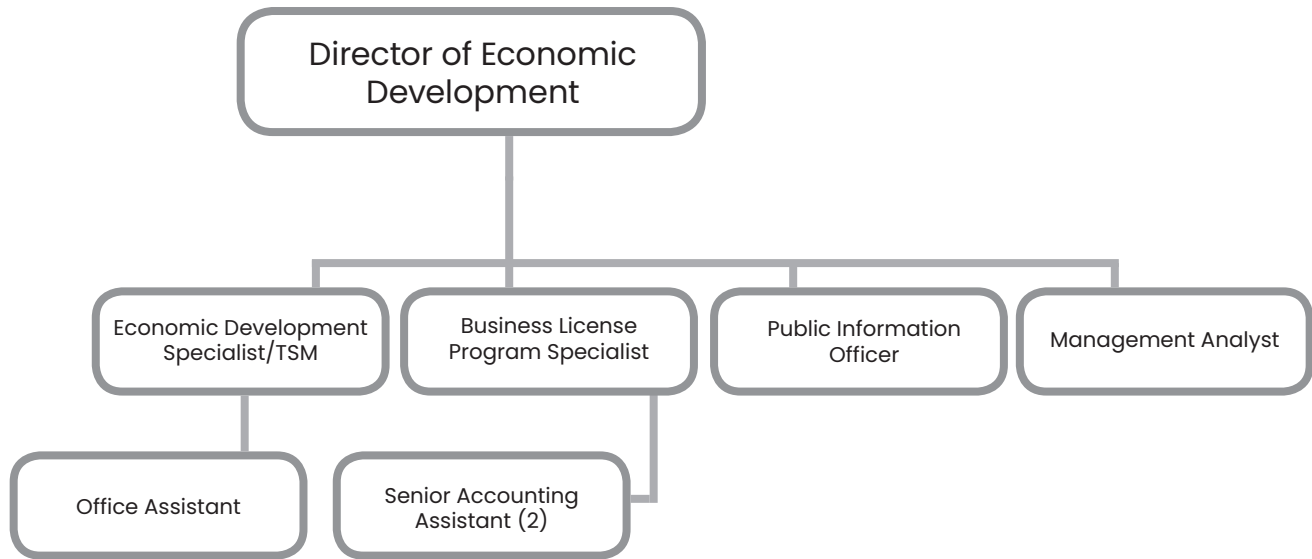 Director of Economic
Development
Economic Development
Specialist/TSM
Business License
Program Specialist
Public Information
Officer
Management Analyst
Office Assistant
Senior Accounting
Assistant (2)